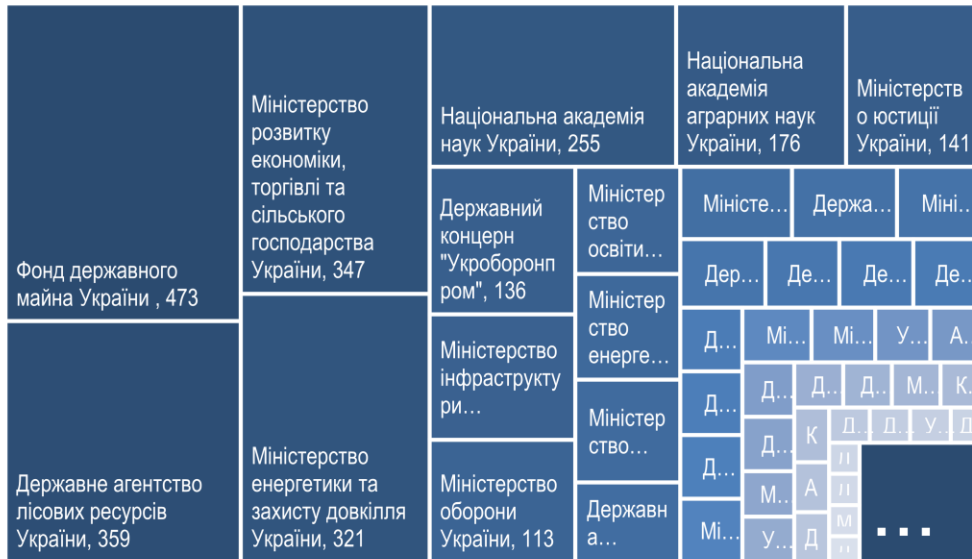 Фонд державного
майна України , 473
Державне агентство
лісових ресурсів
України, 359
Міністерство
розвитку
економіки,
торгівлі та
сільського
господарства
України, 347
Міністерство
енергетики та
захисту довкілля
України, 321
Національна академія
наук України, 255
Національна
академія
аграрних наук
України, 176
Міністерств
о юстиції
України, 141
Державний
концерн
"Укроборонп
ром", 136
Міністерство
інфраструкту
ри…
Міністерство
оборони
України, 113
Міністер
ство
освіти…
Міністер
ство
енерге…
Міністер
ство…
Державн
а…
Міністе…
Держа…
Міні…
Дер…
Де…
Де…
Де…
Д…
Д…
Д…
Мі…
Мі…
Мі…
У…
А…
Д…
Д…
М…
У…
Д…
Д…
М…
К…
К
А
Д
Д…
Д…
У…
Д…
М
...